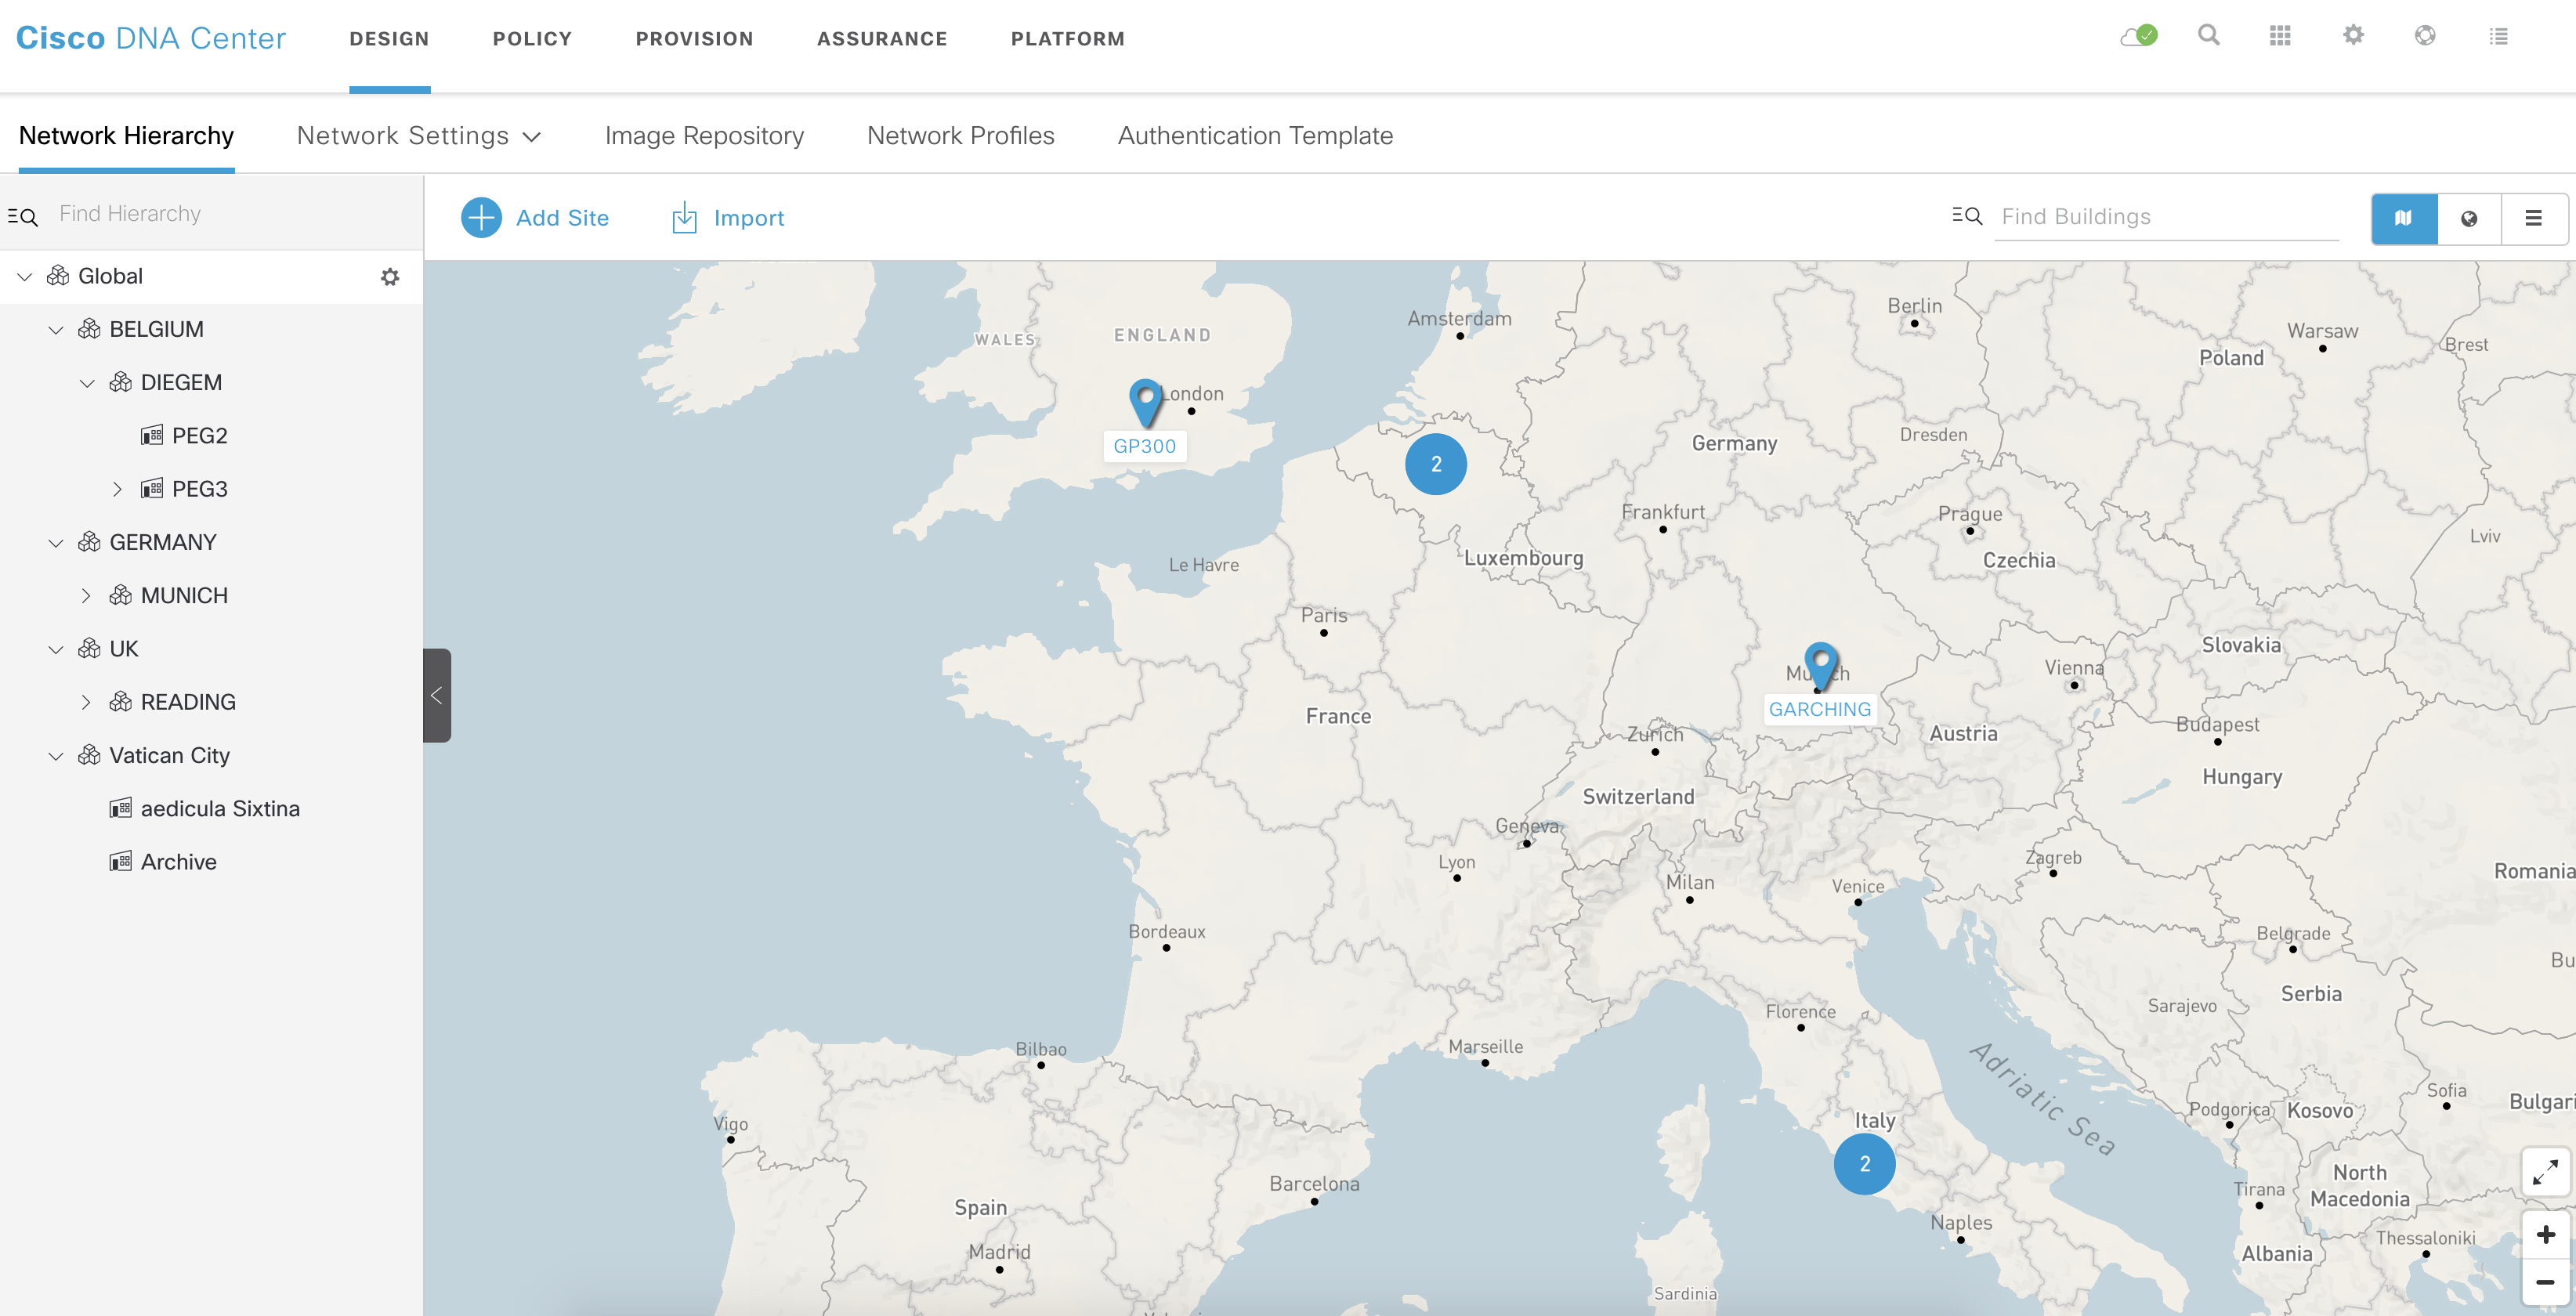 Cisco DNA Center
DESIGN
POLICY
PROVISION
ASSURANCE
PLATFORM
Network Hierarchy
Network Settings
Image Repository
Network Profiles
Authentication Template
Find Hierarchy
Global
BELGIUM
DIEGEM
PEG2
PEG3
GERMANY
MUNICH
UK
READING
Vatican City
aedicula Sixtina
Archive
Add Site
Import
Find Buildings
WALES
ENGLAND
London
GP300
Amsterdam
2
Berlin
Warsaw
Brest
Poland
Germany
Dresden
Frankfurt
Prague
Czechia
Lviv
Luxembourg
Le Havre
Paris
France
GARCHING
Vienna
Slovakia
Zurich
Austria
Budapest
Hungary
Switzerland
Geneva
Lyon
Milan
Venice
Zagreb
Romania
Bordeaux
Belgrade
Bu
Serbia
Sarajevo
Florence
Marseille
Bilbao
Adriatic Sea
Sofia
Podgorica
Kosovo
Bulgari
Vigo
Italy
2
Barcelona
Spain
Madrid
Naples
Tirana
North
Macedonia
Albania
Thessaloniki
Sardinia